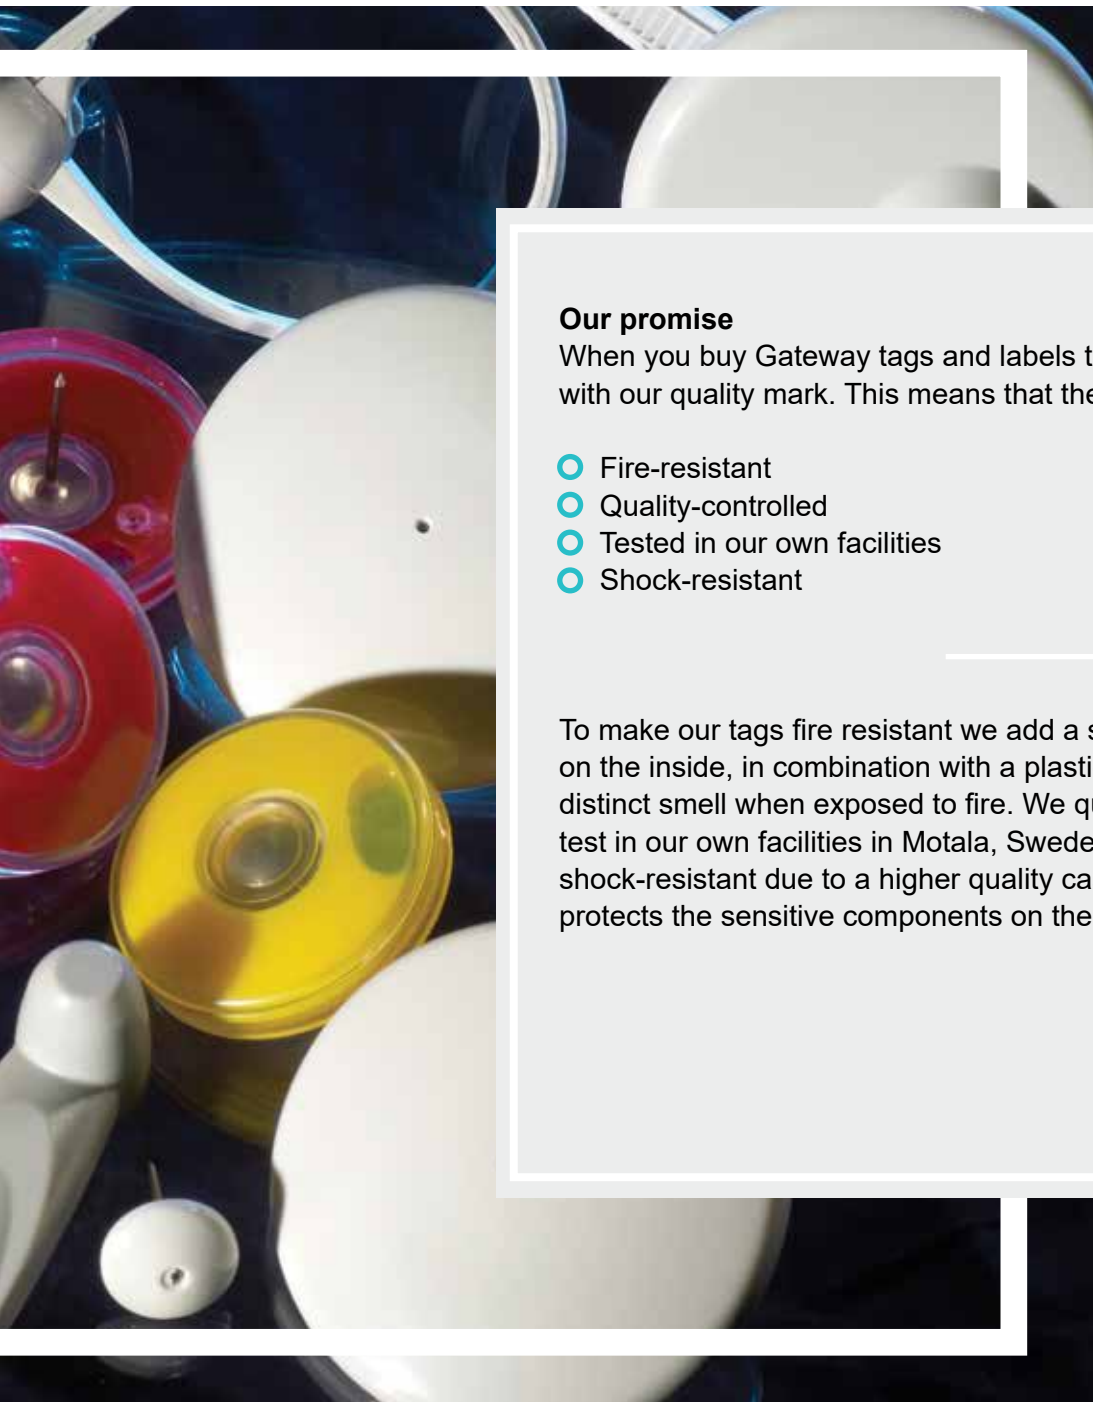 Our promise
When you buy Gateway tags and labels
with our quality mark. This means that
Fire-resistant
Quality-controlled
Tested in our own facilities
Shock-resistant
To make our tags fire resistant we add a
on the inside, in combination with a
distinct smell when exposed to fire. We
test in our own facilities in Motala,
shock-resistant due to a higher quality
protects the sensitive components on the